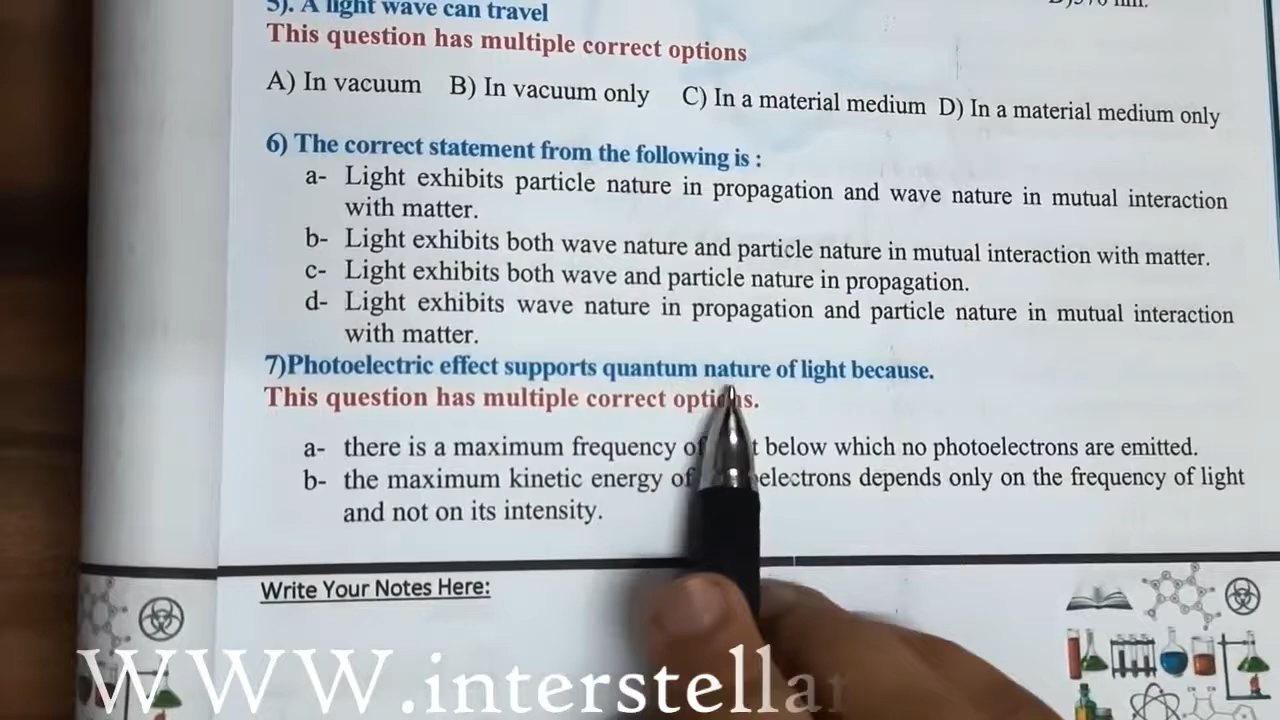 5). A light wave can travel
This question has multiple correct options
A) In vacuum B) In vacuum only C) In a material medium D) In a material medium only
6) The correct statement from the following is :
a- Light exhibits particle nature in propagation and wave nature in mutual interaction
with matter.
b- Light exhibits both wave nature and particle nature in mutual interaction with matter.
c- Light exhibits both wave and particle nature in propagation.
d- Light exhibits wave nature in propagation and particle nature in mutual interaction
with matter.
7)Photoelectric effect supports quantum nature of light because.
This question has multiple correct options.
a- there is a maximum frequency of below which no photoelectrons are emitted.
b- the maximum kinetic energy of electrons depends only on the frequency of light
and not on its intensity.
Write Your Notes Here:
WWW.interstella